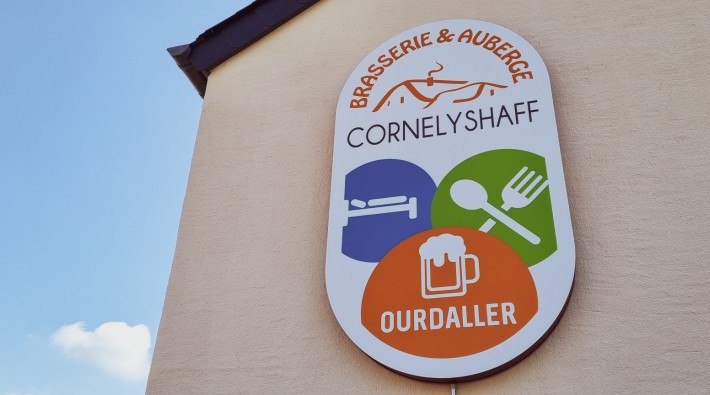 BRASSERIE & AUBERGE
CORNELYSHAFF
OURDALLER